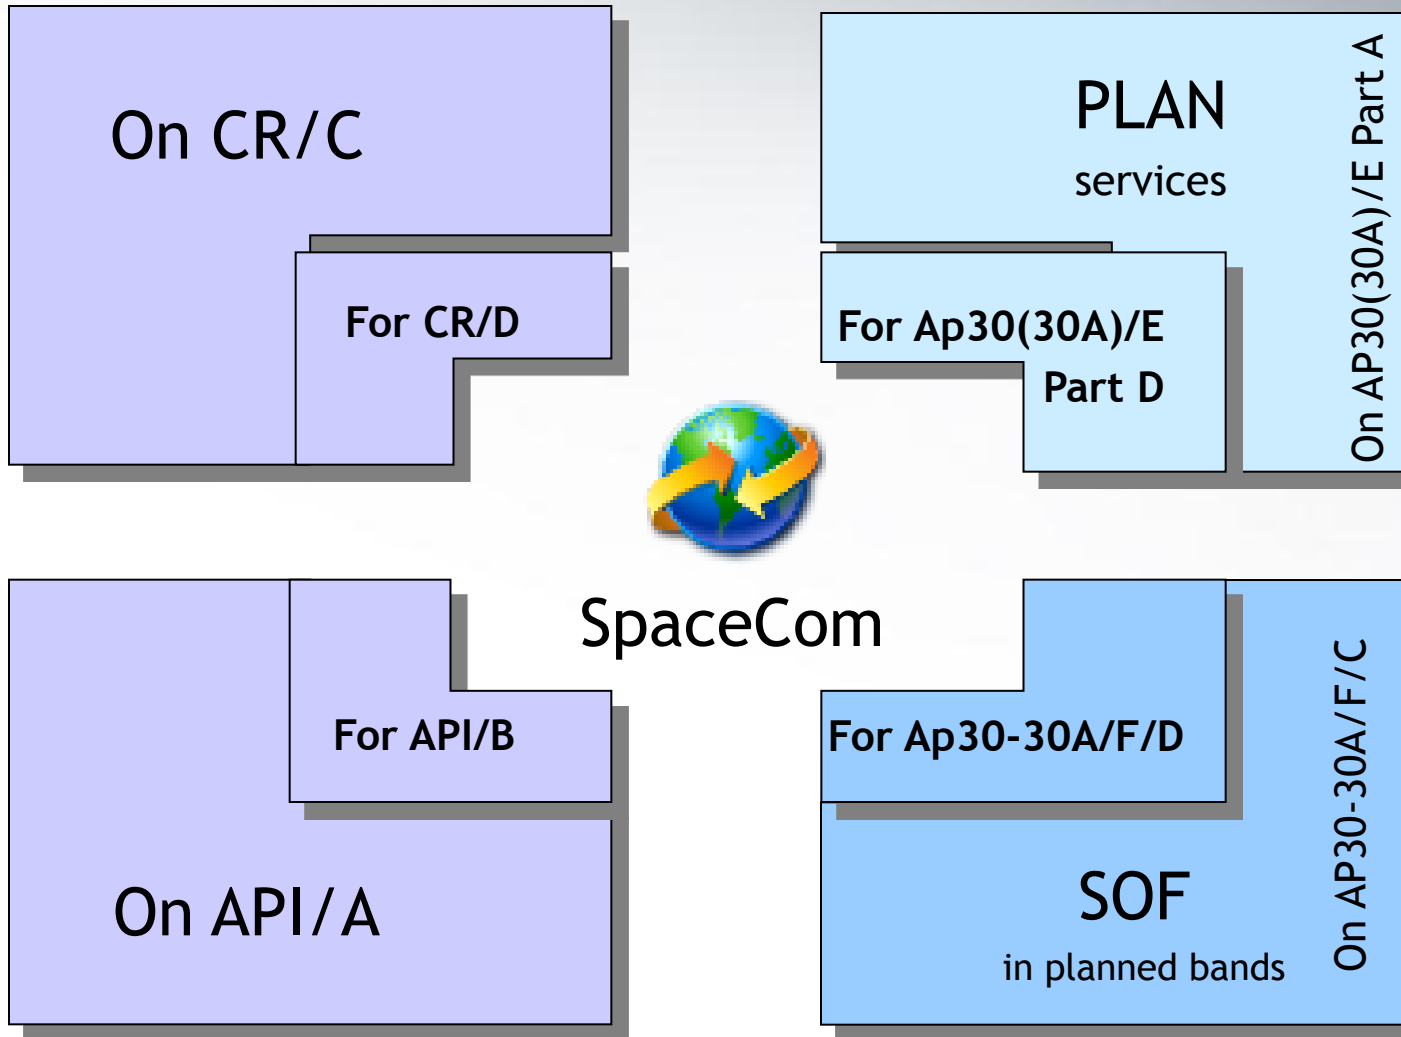 On CR/C
For CR/D
PLAN
services
On AP30(30A)/E Part A
For Ap30(30A)/E
Part D
SpaceCom
For API/B
On API/A
For Ap30-30A/F/D
SOF
in planned bands
On AP30-30A/F/C